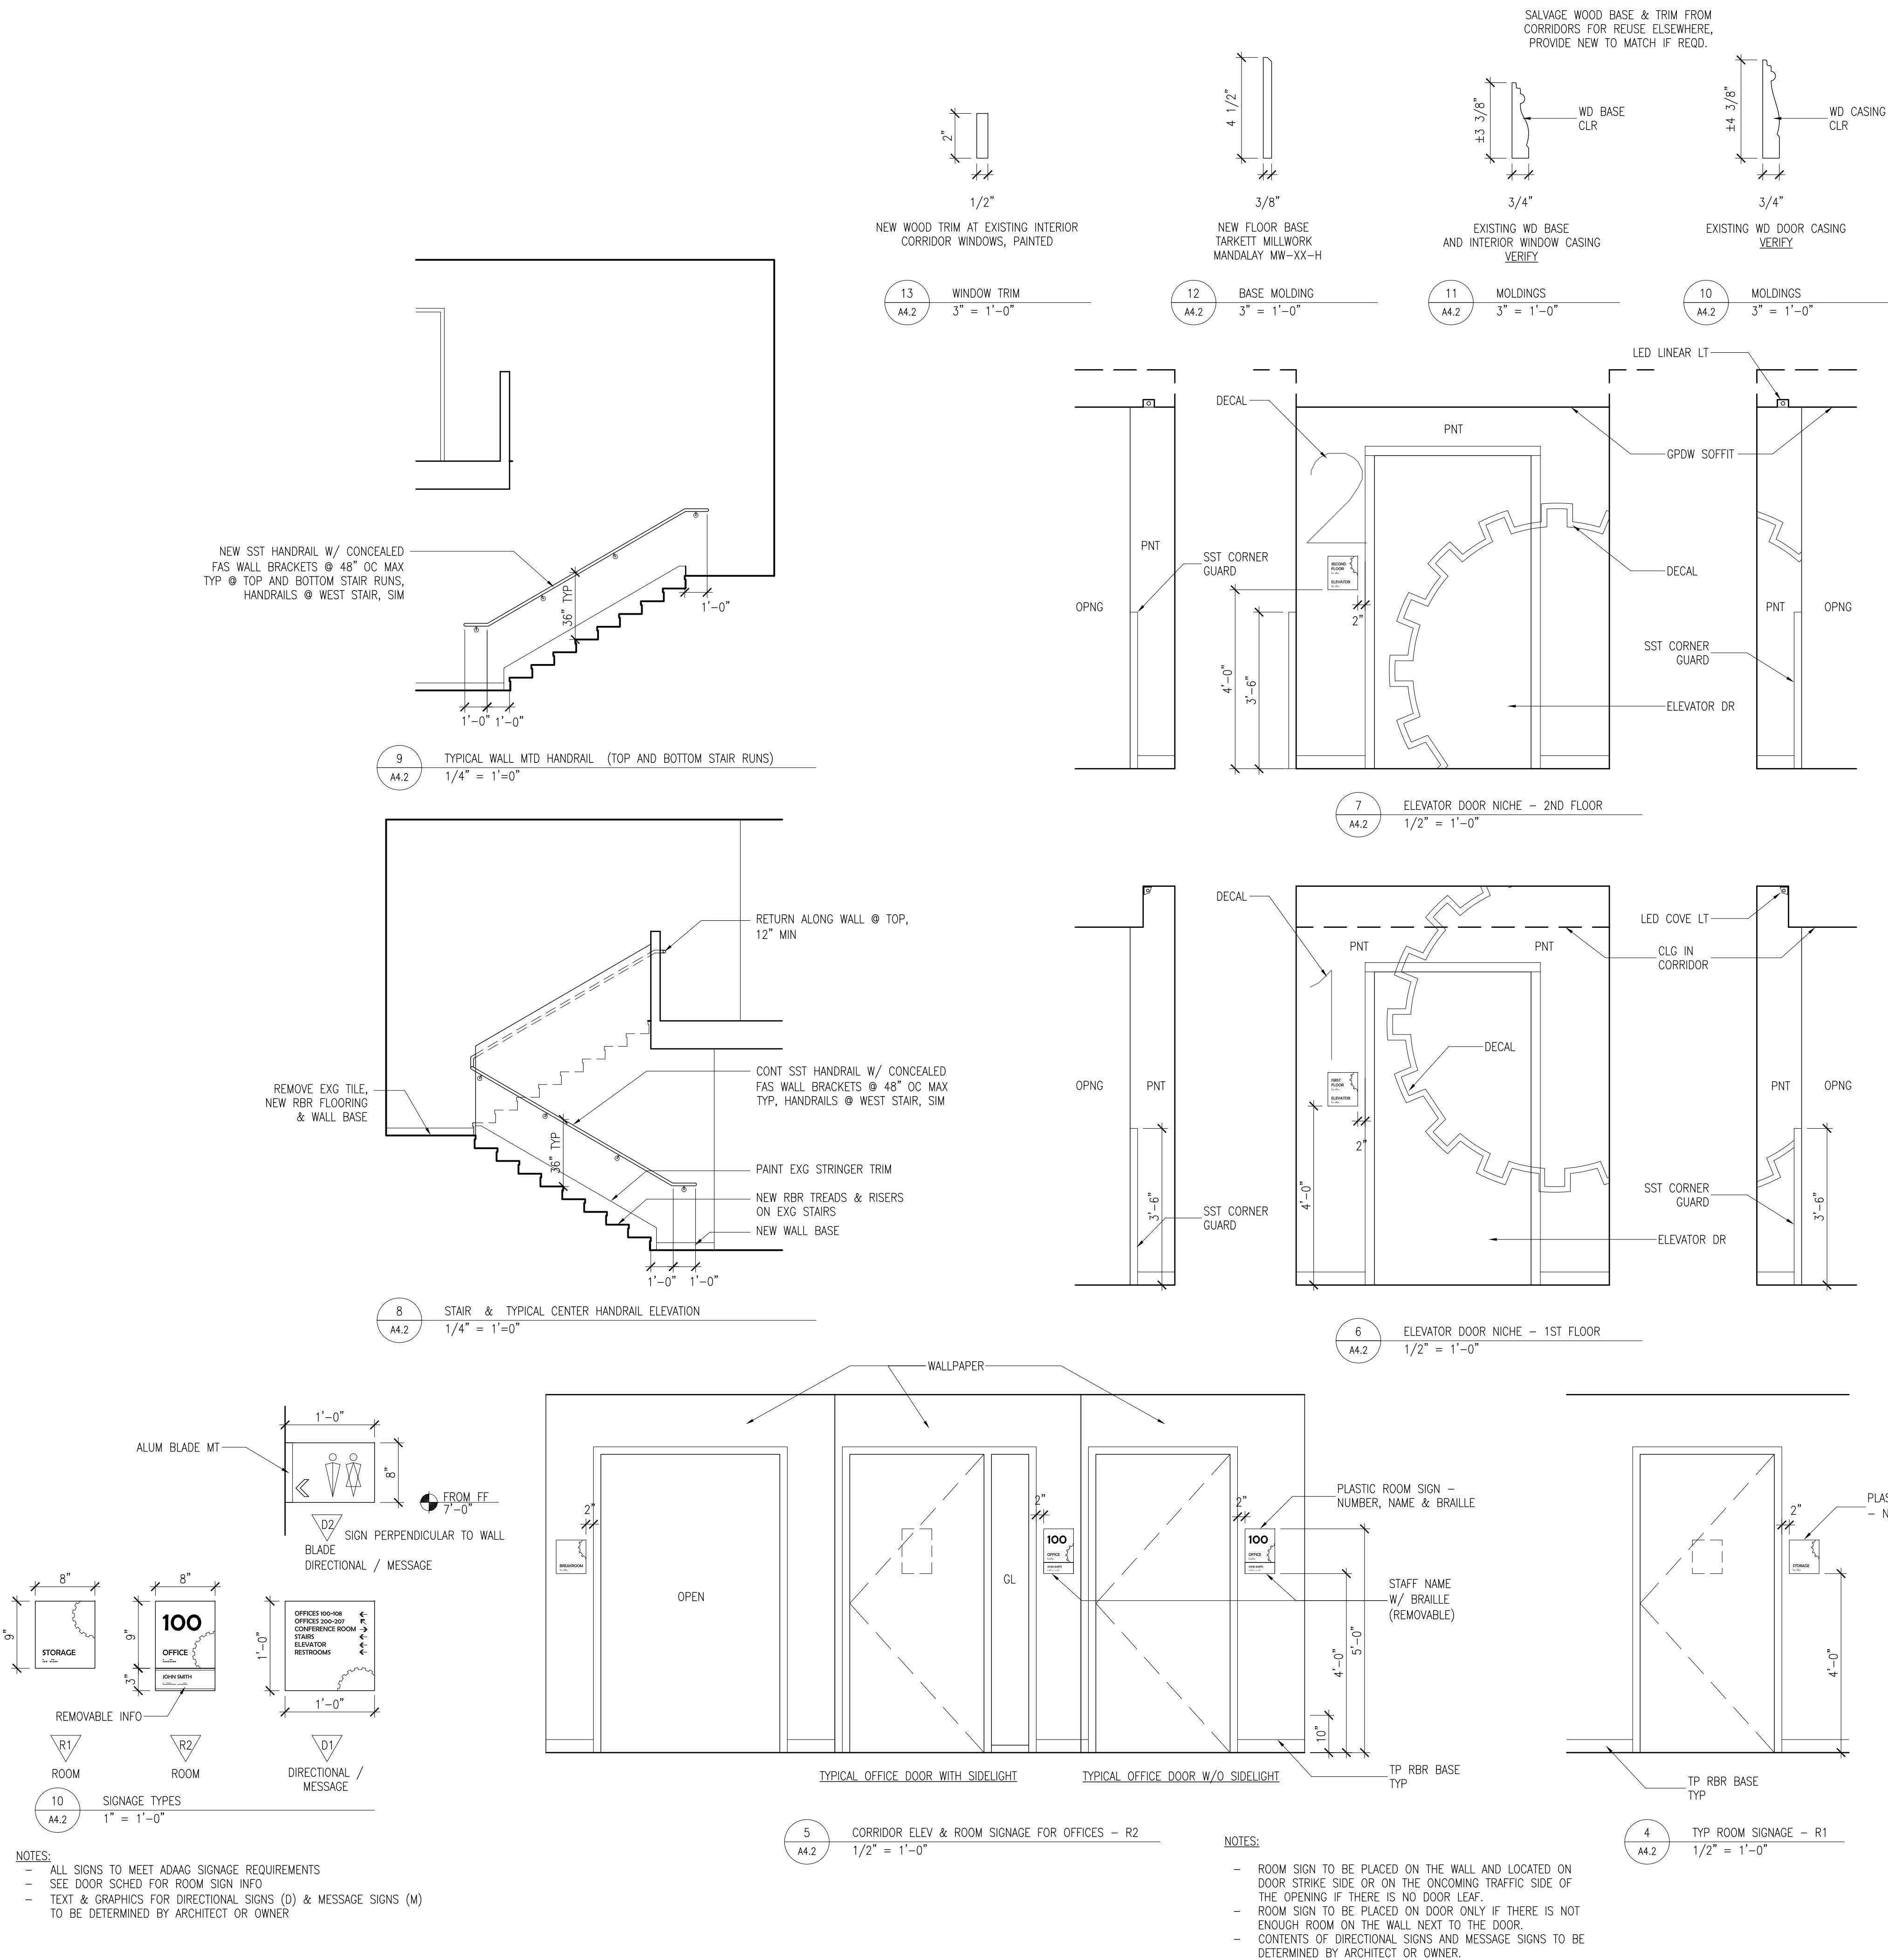 SALVAGE WOOD BASE & TRIM FROM
CORRIDORS FOR REUSE ELSEWHERE,
PROVIDE NEW TO MATCH IF REQD.
2"
1/2"
NEW WOOD TRIM AT EXISTING INTERIOR
CORRIDOR WINDOWS, PAINTED
13
A4.2
WINDOW TRIM
3" = 1'-0"
4 1/2"
3/8"
NEW FLOOR BASE
TARKETT MILLWORK
MANDALAY MW-XX-H
12
A4.2
BASE MOLDING
3" = 1'-0"
±3 3/8"
WD BASE
CLR
3/4"
EXISTING WD BASE
AND INTERIOR WINDOW CASING
VERIFY
11
A4.2
MOLDINGS
3" = 1'-0"
±4 3/8"
WD CASING
CLR
3/4"
EXISTING WD DOOR CASING
VERIFY
10
A4.2
MOLDINGS
3" = 1'-0"
NEW SST HANDRAIL W/ CONCEALED
FAS WALL BRACKETS @ 48" OC MAX
TYP @ TOP AND BOTTOM STAIR RUNS,
HANDRAILS @ WEST STAIR, SIM
36" TYP
1'-0"
1'-0" 1'-0"
9
A4.2
TYPICAL WALL MTD HANDRAIL (TOP AND BOTTOM STAIR RUNS)
1/4" = 1'=0"
LED LINEAR LT
DECAL
PNT
GPDW SOFFIT
2
PNT
SST CORNER
GUARD
SECOND
FLOOR
ELEVATOR
DECAL
OPNG
2"
PNT
OPNG
SST CORNER
GUARD
4'-0"
3'-6"
ELEVATOR DR
7
A4.2
ELEVATOR DOOR NICHE - 2ND FLOOR
1/2" = 1'-0"
RETURN ALONG WALL @ TOP,
12" MIN
CONT SST HANDRAIL W/ CONCEALED
FAS WALL BRACKETS @ 48" OC MAX
TYP, HANDRAILS @ WEST STAIR, SIM
REMOVE EXG TILE,
NEW RBR FLOORING
& WALL BASE
36" TYP
PAINT EXG STRINGER TRIM
NEW RBR TREADS & RISERS
ON EXG STAIRS
NEW WALL BASE
1'-0" 1'-0"
8
A4.2
STAIR & TYPICAL CENTER HANDRAIL ELEVATION
1/4" = 1'=0"
DECAL
LED COVE LT
PNT
PNT
CLG IN
CORRIDOR
1
DECAL
OPNG
PNT
FIRST
FLOOR
ELEVATOR
PNT
OPNG
2"
3'-6"
4'-0"
SST CORNER
GUARD
SST CORNER
GUARD
3'-6"
ELEVATOR DR
6
A4.2
ELEVATOR DOOR NICHE - 1ST FLOOR
1/2" = 1'-0"
1'-0"
ALUM BLADE MT
8"
FROM FF
7'-0"
D2
SIGN PERPENDICULAR TO WALL
BLADE
DIRECTIONAL / MESSAGE
8"
9"
STORAGE
8"
9"
3"
100
OFFICE
JOHN SMITH
REMOVABLE INFO
1'-0"
OFFICES 100-108
OFFICES 200-207
CONFERENCE ROOM
STAIRS
ELEVATOR
RESTROOMS
1'-0"
R1
ROOM
R2
ROOM
D1
DIRECTIONAL /
MESSAGE
10
A4.2
SIGNAGE TYPES
1" = 1'-0"
NOTES:
- ALL SIGNS TO MEET ADAAG SIGNAGE REQUIREMENTS
- SEE DOOR SCHED FOR ROOM SIGN INFO
- TEXT & GRAPHICS FOR DIRECTIONAL SIGNS (D) & MESSAGE SIGNS (M)
TO BE DETERMINED BY ARCHITECT OR OWNER
WALLPAPER
2"
BREAKROOM
OPEN
GL
2"
100
OFFICE
JOHN SMITH
2"
100
OFFICE
JOHN SMITH
PLASTIC ROOM SIGN -
NUMBER, NAME & BRAILLE
STAFF NAME
W/ BRAILLE
(REMOVABLE)
10"
4'-0"
5'-0"
TP RBR BASE
TYP
TYPICAL OFFICE DOOR WITH SIDELIGHT
TYPICAL OFFICE DOOR W/O SIDELIGHT
5
A4.2
CORRIDOR ELEV & ROOM SIGNAGE FOR OFFICES - R2
1/2" = 1'-0"
NOTES:
- ROOM SIGN TO BE PLACED ON THE WALL AND LOCATED ON
DOOR STRIKE SIDE OR ON THE ONCOMING TRAFFIC SIDE OF
THE OPENING IF THERE IS NO DOOR LEAF.
- ROOM SIGN TO BE PLACED ON DOOR ONLY IF THERE IS NOT
ENOUGH ROOM ON THE WALL NEXT TO THE DOOR.
- CONTENTS OF DIRECTIONAL SIGNS AND MESSAGE SIGNS TO BE
DETERMINED BY ARCHITECT OR OWNER.
2"
STORAGE
4'-0"
TP RBR BASE
TYP
4
A4.2
TYP ROOM SIGNAGE - R1
1/2" = 1'-0"